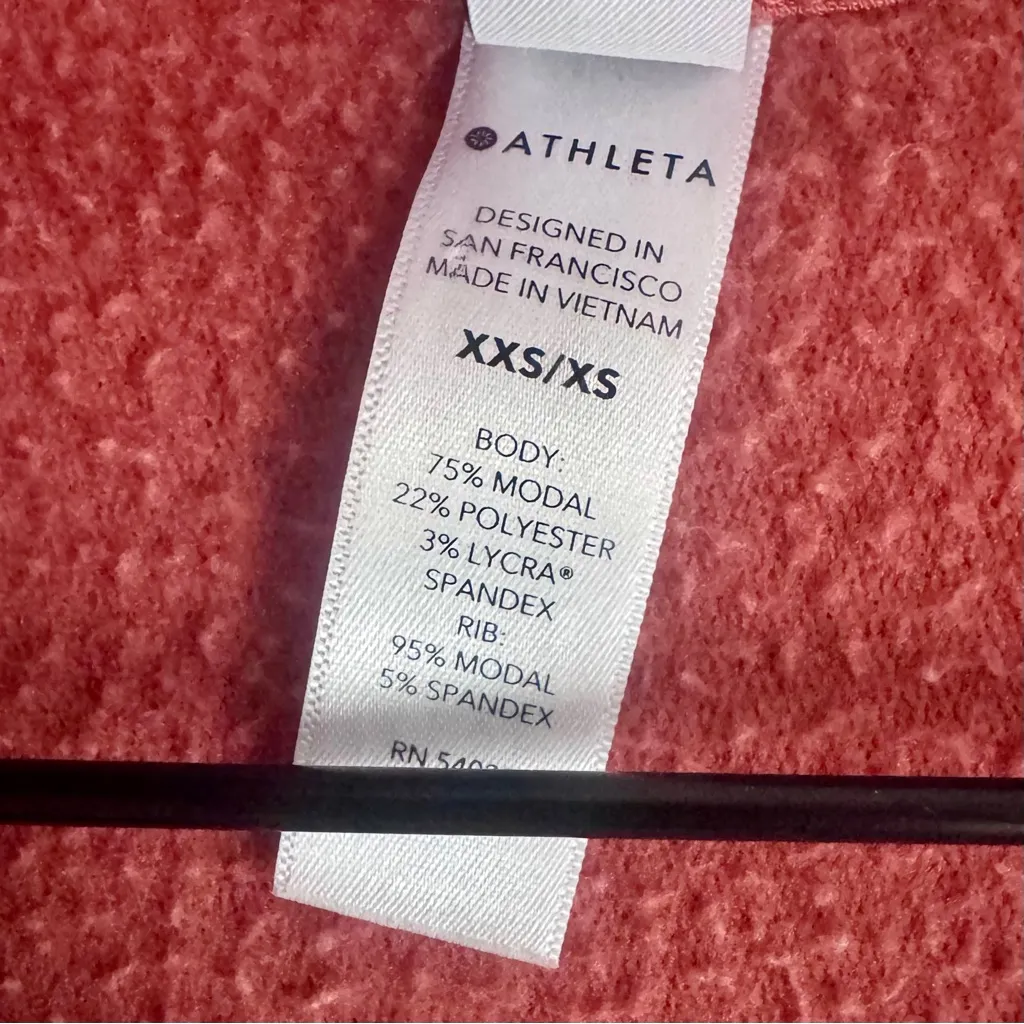 ATHLETA
DESIGNED IN
SAN FRANCISCO
MADE IN VIETNAM
XXS/XS
BODY:
75% MODAL
22% POLYESTER
3% LYCRA®
SPANDEX
RIB:
95% MODAL
5% SPANDEX
RN